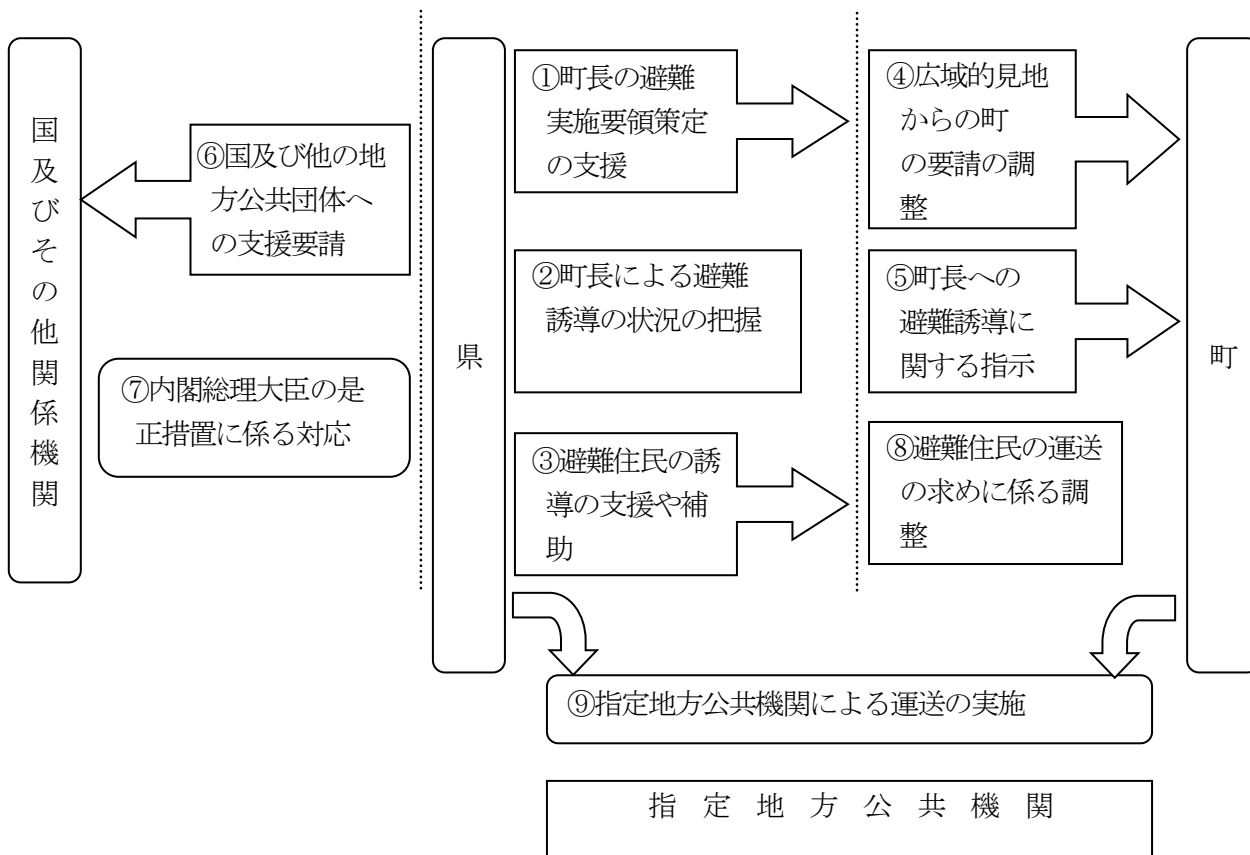 国及びその他関係機関
⑥国及び他の地
方公共団体へ
の支援要請
⑦内閣総理大臣の是
正措置に係る対応
県
①町長の避難
実施要領策定
の支援
②町長による避難
誘導の状況の把握
③避難住民の誘
導の支援や補
助
④広域的見地
からの町
の要請の調
整
⑤町長への
避難誘導に
関する指示
⑧避難住民の運送
の求めに係る調
整
町
⑨指定地方公共機関による運送の実施
指定地方公共機関